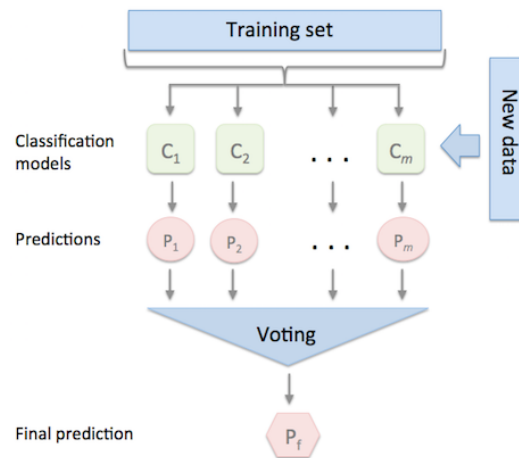 Training set
New data
Classification
models
C1 C2 . . . Cm
Predictions
P1 P2 . . . Pm
Voting
Final prediction
Pf